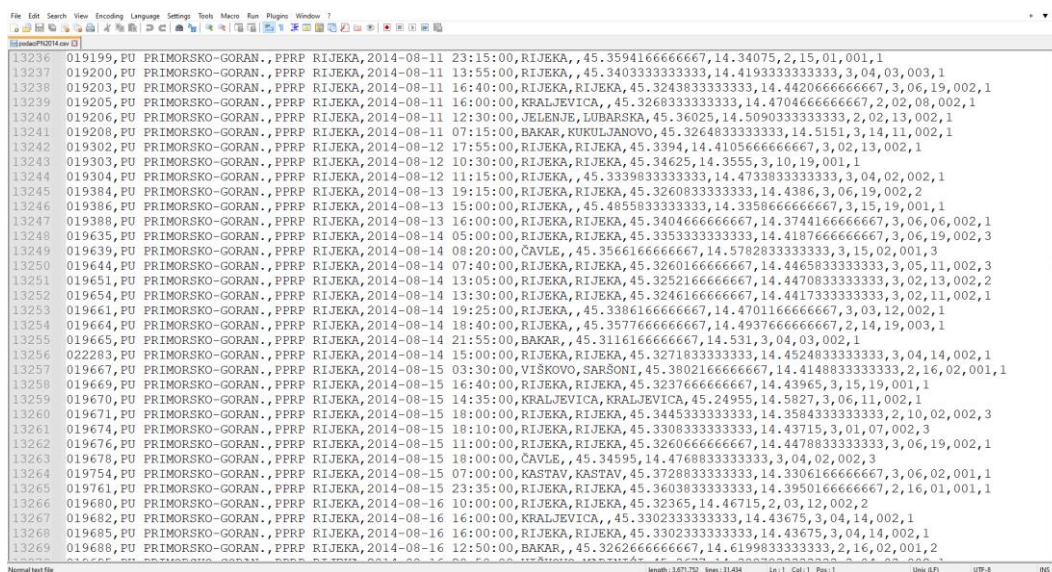 File Edit Search View Encoding Language Settings Tools Macro Run Plugins Window ?
podaciPN2014.csv
13236 019199,PU PRIMORSKO-GORAN.,PPRP RIJEKA,2014-08-11 23:15:00,RIJEKA,,45.3594166666667,14.34075,2,15,01,001,1
13237 019200,PU PRIMORSKO-GORAN.,PPRP RIJEKA,2014-08-11 13:55:00,RIJEKA,,45.3403333333333,14.4193333333333,3,04,03,003,1
13238 019203,PU PRIMORSKO-GORAN.,PPRP RIJEKA,2014-08-11 16:40:00,RIJEKA,RIJEKA,45.3243833333333,14.4420666666667,3,06,19,002,1
13239 019205,PU PRIMORSKO-GORAN.,PPRP RIJEKA,2014-08-11 16:00:00,KRALJEVICA,,45.3268333333333,14.4704666666667,2,02,08,002,1
13240 019206,PU PRIMORSKO-GORAN.,PPRP RIJEKA,2014-08-11 12:30:00,JELENJE,LUBARSKA,45.36025,14.5090333333333,2,02,13,002,1
13241 019208,PU PRIMORSKO-GORAN.,PPRP RIJEKA,2014-08-11 07:15:00,BAKAR,KUKULJANOVO,45.3264833333333,14.5151,3,14,11,002,1
13242 019302,PU PRIMORSKO-GORAN.,PPRP RIJEKA,2014-08-12 17:55:00,RIJEKA,RIJEKA,45.3394,14.4105666666667,3,02,13,002,1
13243 019303,PU PRIMORSKO-GORAN.,PPRP RIJEKA,2014-08-12 10:30:00,RIJEKA,RIJEKA,45.34625,14.3555,3,10,19,001,1
13244 019304,PU PRIMORSKO-GORAN.,PPRP RIJEKA,2014-08-12 11:15:00,RIJEKA,,45.3339833333333,14.4733833333333,3,04,02,002,1
13245 019384,PU PRIMORSKO-GORAN.,PPRP RIJEKA,2014-08-13 19:15:00,RIJEKA,RIJEKA,45.3260833333333,14.4386,3,06,19,002,2
13246 019386,PU PRIMORSKO-GORAN.,PPRP RIJEKA,2014-08-13 15:00:00,RIJEKA,,45.4855833333333,14.3358666666667,3,15,19,001,1
13247 019388,PU PRIMORSKO-GORAN.,PPRP RIJEKA,2014-08-13 16:00:00,RIJEKA,RIJEKA,45.3404666666667,14.3744166666667,3,06,06,002,1
13248 019635,PU PRIMORSKO-GORAN.,PPRP RIJEKA,2014-08-14 05:00:00,RIJEKA,RIJEKA,45.3353333333333,14.4187666666667,3,06,19,002,3
13249 019639,PU PRIMORSKO-GORAN.,PPRP RIJEKA,2014-08-14 08:20:00,ČAVLE,,45.3566166666667,14.5782833333333,3,15,02,001,3
13250 019644,PU PRIMORSKO-GORAN.,PPRP RIJEKA,2014-08-14 07:40:00,RIJEKA,RIJEKA,45.3260166666667,14.4465833333333,3,05,11,002,3
13251 019651,PU PRIMORSKO-GORAN.,PPRP RIJEKA,2014-08-14 13:05:00,RIJEKA,RIJEKA,45.3252166666667,14.4470833333333,3,02,13,002,2
13252 019654,PU PRIMORSKO-GORAN.,PPRP RIJEKA,2014-08-14 13:30:00,RIJEKA,RIJEKA,45.3246166666667,14.4417333333333,3,02,11,002,1
13253 019661,PU PRIMORSKO-GORAN.,PPRP RIJEKA,2014-08-14 19:25:00,RIJEKA,,45.3386166666667,14.4701166666667,3,03,12,002,1
13254 019664,PU PRIMORSKO-GORAN.,PPRP RIJEKA,2014-08-14 18:40:00,RIJEKA,,45.3577666666667,14.4937666666667,2,14,19,003,1
13255 019665,PU PRIMORSKO-GORAN.,PPRP RIJEKA,2014-08-14 21:55:00,BAKAR,,45.3116166666667,14.531,3,04,03,002,1
13256 022283,PU PRIMORSKO-GORAN.,PPRP RIJEKA,2014-08-14 15:00:00,RIJEKA,RIJEKA,45.3271833333333,14.4524833333333,3,04,14,002,1
13257 019667,PU PRIMORSKO-GORAN.,PPRP RIJEKA,2014-08-15 03:30:00,VIŠKOVO,SARŠONI,45.3802166666667,14.4148833333333,2,16,02,001,1
13258 019669,PU PRIMORSKO-GORAN.,PPRP RIJEKA,2014-08-15 16:40:00,RIJEKA,RIJEKA,45.3237666666667,14.43965,3,15,19,001,1
13259 019670,PU PRIMORSKO-GORAN.,PPRP RIJEKA,2014-08-15 14:35:00,KRALJEVICA,KRALJEVICA,45.24955,14.5827,3,06,11,002,1
13260 019671,PU PRIMORSKO-GORAN.,PPRP RIJEKA,2014-08-15 18:00:00,RIJEKA,RIJEKA,45.3445333333333,14.3584333333333,2,10,02,002,3
13261 019674,PU PRIMORSKO-GORAN.,PPRP RIJEKA,2014-08-15 18:10:00,RIJEKA,RIJEKA,45.3308333333333,14.43715,3,01,07,002,3
13262 019676,PU PRIMORSKO-GORAN.,PPRP RIJEKA,2014-08-15 11:00:00,RIJEKA,RIJEKA,45.3260666666667,14.4478833333333,3,06,19,002,1
13263 019678,PU PRIMORSKO-GORAN.,PPRP RIJEKA,2014-08-15 18:00:00,ČAVLE,,45.34595,14.4768833333333,3,04,02,002,3
13264 019754,PU PRIMORSKO-GORAN.,PPRP RIJEKA,2014-08-15 07:00:00,KASTAV,KASTAV,45.3728833333333,14.3306166666667,3,06,02,001,1
13265 019761,PU PRIMORSKO-GORAN.,PPRP RIJEKA,2014-08-15 23:35:00,RIJEKA,RIJEKA,45.3603833333333,14.3950166666667,2,16,01,001,1
13266 019680,PU PRIMORSKO-GORAN.,PPRP RIJEKA,2014-08-16 10:00:00,RIJEKA,RIJEKA,45.32365,14.46715,2,03,12,002,2
13267 019682,PU PRIMORSKO-GORAN.,PPRP RIJEKA,2014-08-16 16:00:00,KRALJEVICA,,45.3302333333333,14.43675,3,04,14,002,1
13268 019685,PU PRIMORSKO-GORAN.,PPRP RIJEKA,2014-08-16 16:00:00,RIJEKA,RIJEKA,45.3302333333333,14.43675,3,04,14,002,1
13269 019688,PU PRIMORSKO-GORAN.,PPRP RIJEKA,2014-08-16 12:50:00,BAKAR,,45.3262666666667,14.6199833333333,2,16,02,001,2
Normal text file length : 3,671,752 lines : 31,434 Ln : 1 Col : 1 Pos : 1 Unix (LF) UTF-8 INS